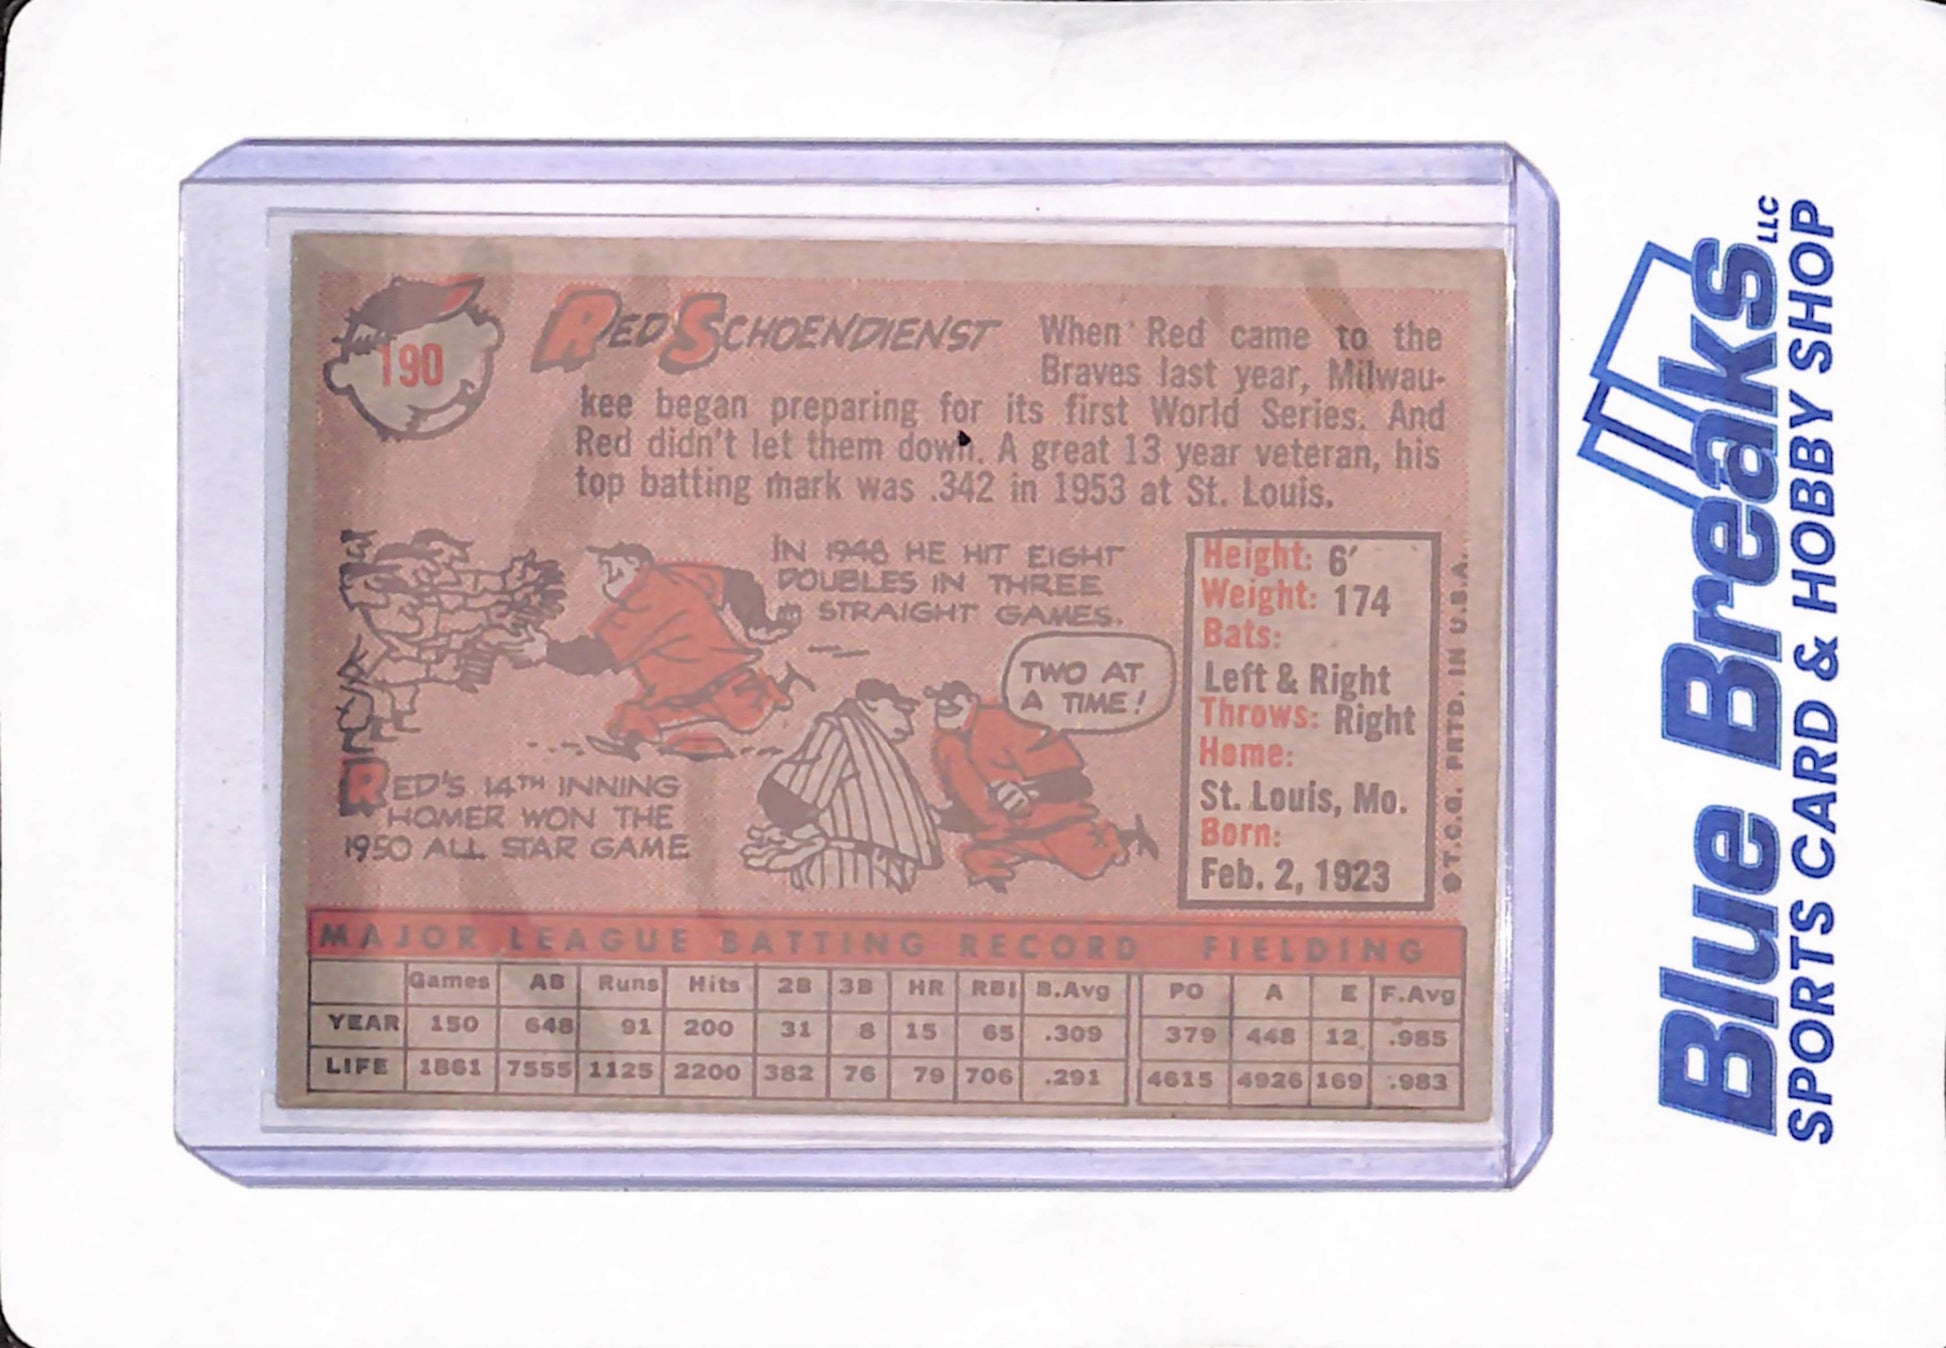 190
RED SCHOENDIENST
When Red came to the
Braves last year, Milwau-
kee began preparing for its first World Series. And
Red didn't let them down. A great 13 year veteran, his
top batting mark was .342 in 1953 at St. Louis.
IN 1948 HE HIT EIGHT
DOUBLES IN THREE
STRAIGHT GAMES.
TWO AT
A TIME!
RED'S 14TH INNING
HOMER WON THE
1950 ALL STAR GAME
Height: 6'
Weight: 174
Bats:
Left & Right
Throws: Right
Home:
St. Louis, Mo.
Born:
Feb. 2, 1923
©T.C.G. PRTD. IN U.S.A.
MAJOR LEAGUE BATTING RECORD FIELDING
Games AB Runs Hits 2B 3B HR RBI B.Avg PO A E F.Avg
YEAR 150 648 91 200 31 8 15 65 .309 379 448 12 .985
LIFE 1861 7555 1125 2200 382 76 79 706 .291 4615 4926 169 .983
Blue Breaks LLC
SPORTS CARD & HOBBY SHOP